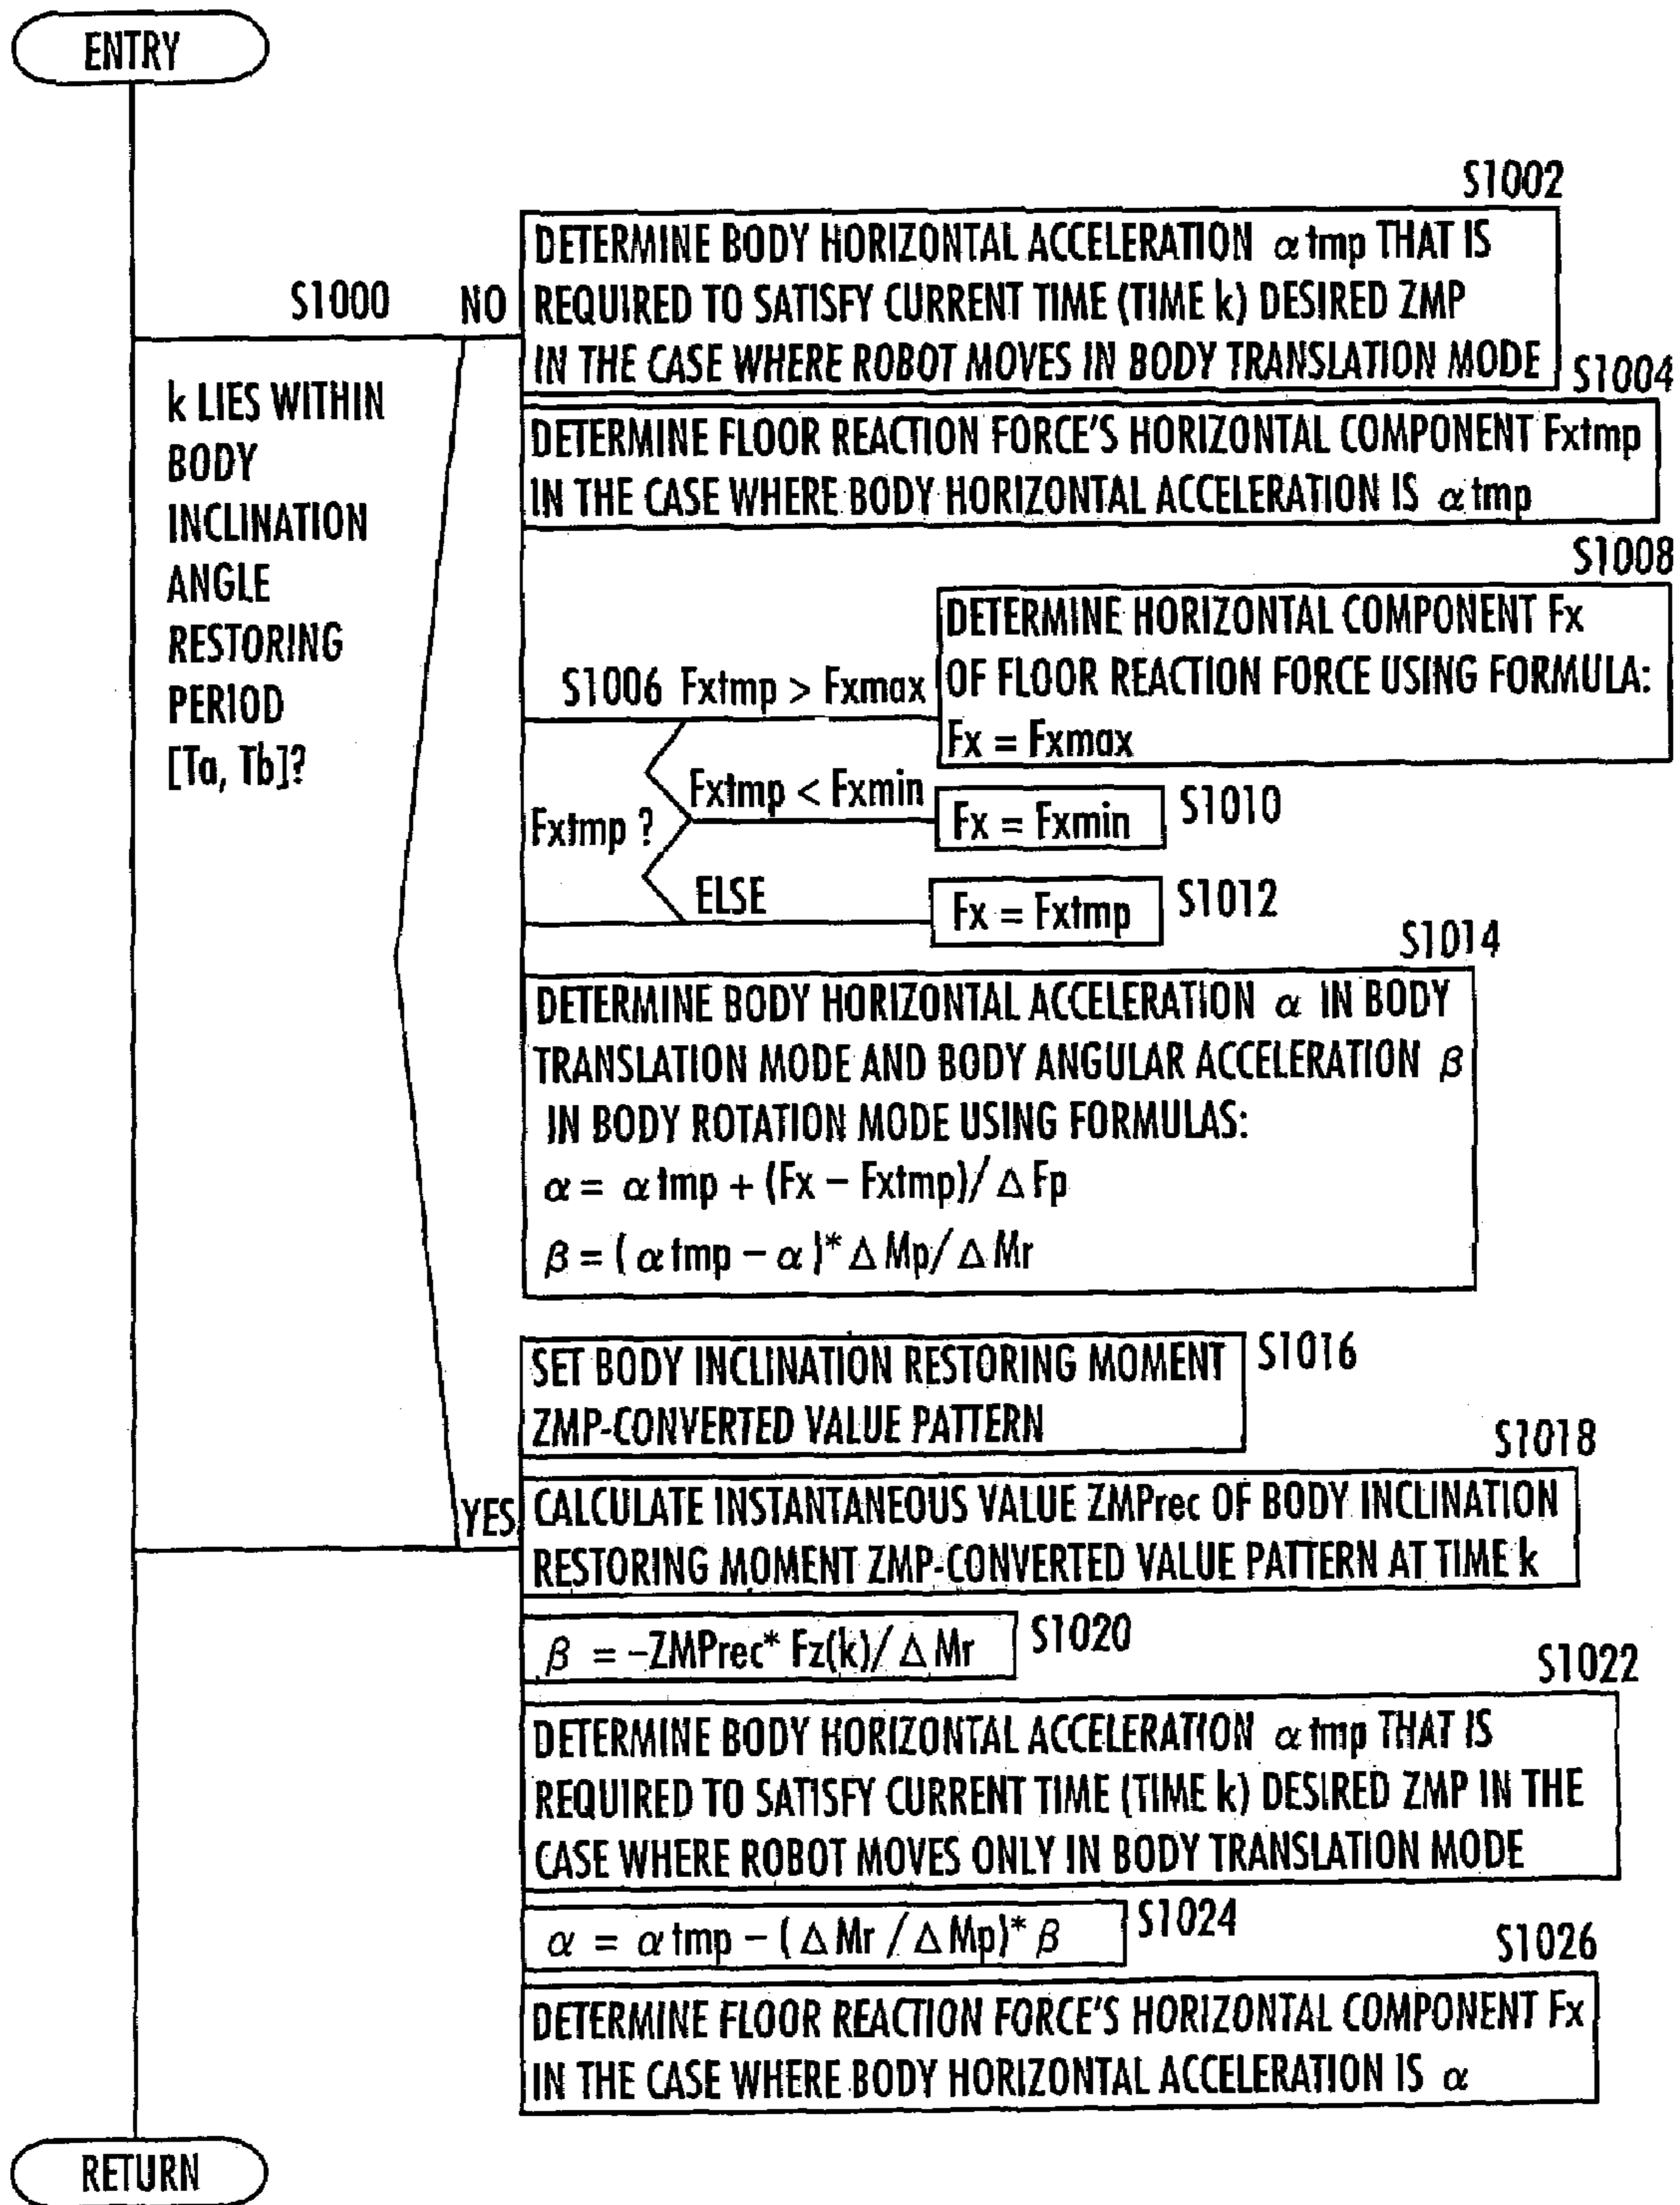 ENTRY
S1000
NO
k LIES WITHIN
BODY
INCLINATION
ANGLE
RESTORING
PERIOD
[Ta, Tb]?
S1002
DETERMINE BODY HORIZONTAL ACCELERATION αtmp THAT IS
REQUIRED TO SATISFY CURRENT TIME (TIME k) DESIRED ZMP
IN THE CASE WHERE ROBOT MOVES IN BODY TRANSLATION MODE
S1004
DETERMINE FLOOR REACTION FORCE'S HORIZONTAL COMPONENT Fxtmp
IN THE CASE WHERE BODY HORIZONTAL ACCELERATION IS αtmp
S1006
Fxtmp ?
Fxtmp > Fxmax
S1008
DETERMINE HORIZONTAL COMPONENT Fx
OF FLOOR REACTION FORCE USING FORMULA:
Fx = Fxmax
Fxtmp < Fxmin
Fx = Fxmin
S1010
ELSE
Fx = Fxtmp
S1012
S1014
DETERMINE BODY HORIZONTAL ACCELERATION α IN BODY
TRANSLATION MODE AND BODY ANGULAR ACCELERATION β
IN BODY ROTATION MODE USING FORMULAS:
α = αtmp + (Fx − Fxtmp)/ΔFp
β = (αtmp − α)* ΔMp/ΔMr
YES
SET BODY INCLINATION RESTORING MOMENT
ZMP-CONVERTED VALUE PATTERN
S1016
S1018
CALCULATE INSTANTANEOUS VALUE ZMPrec OF BODY INCLINATION
RESTORING MOMENT ZMP-CONVERTED VALUE PATTERN AT TIME k
β = −ZMPrec* Fz(k)/ΔMr
S1020
S1022
DETERMINE BODY HORIZONTAL ACCELERATION αtmp THAT IS
REQUIRED TO SATISFY CURRENT TIME (TIME k) DESIRED ZMP IN THE
CASE WHERE ROBOT MOVES ONLY IN BODY TRANSLATION MODE
α = αtmp − (ΔMr/ΔMp)* β
S1024
S1026
DETERMINE FLOOR REACTION FORCE'S HORIZONTAL COMPONENT Fx
IN THE CASE WHERE BODY HORIZONTAL ACCELERATION IS α
RETURN